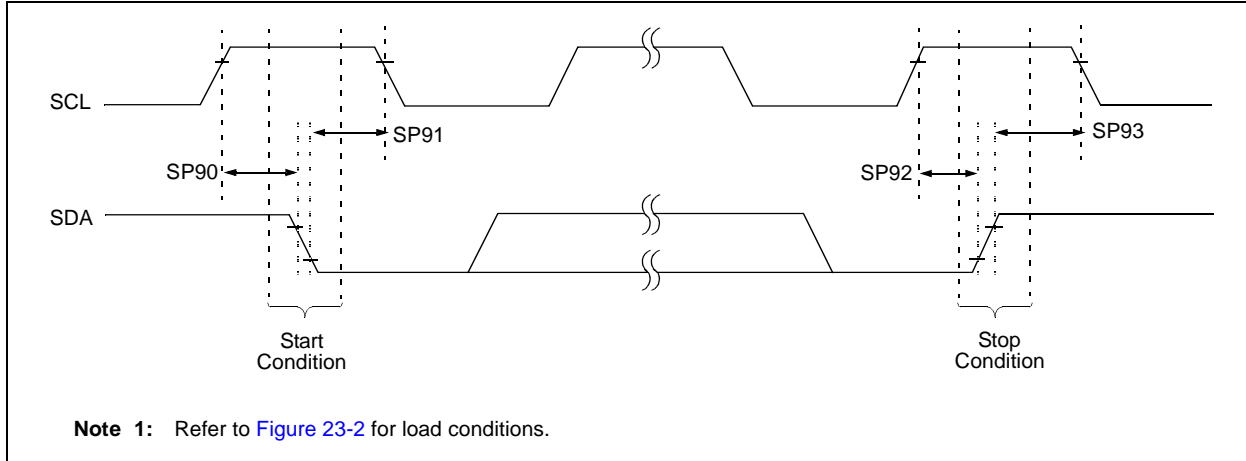 SCL
SP91
SP93
SP90
SP92
SDA
Start
Condition
Stop
Condition
Note 1: Refer to Figure 23-2 for load conditions.